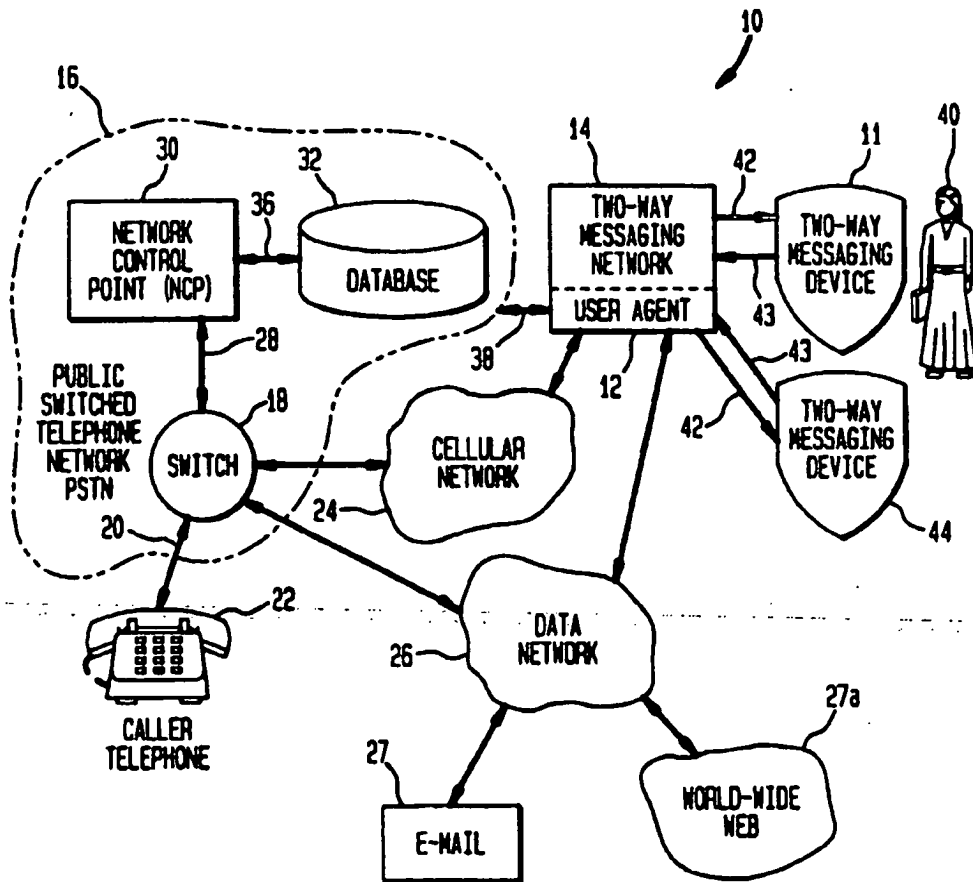 10
16
30
32
14
42
11
40
36
NETWORK
CONTROL
POINT (NCP)
DATABASE
TWO-WAY
MESSAGING
NETWORK
USER AGENT
TWO-WAY
MESSAGING
DEVICE
43
28
38
12
43
42
PUBLIC
SWITCHED
TELEPHONE
NETWORK
PSTN
18
SWITCH
CELLULAR
NETWORK
24
TWO-WAY
MESSAGING
DEVICE
44
20
22
CALLER
TELEPHONE
DATA
NETWORK
26
27
E-MAIL
27a
WORLD-WIDE
WEB